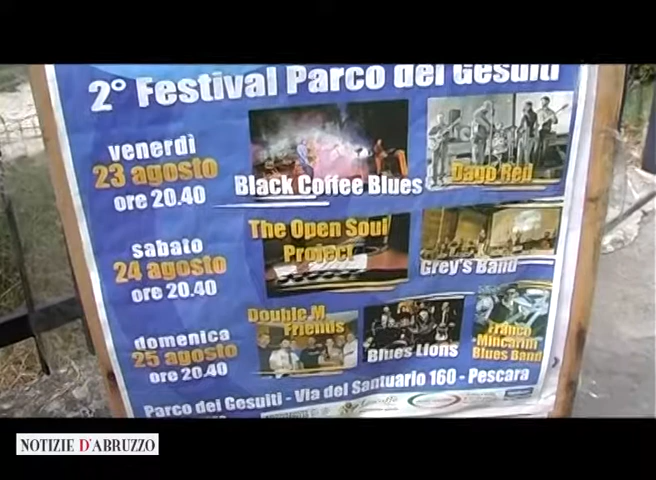 2° Festival Parco dei Gesuiti
venerdì
23 agosto
ore 20.40
Black Coffee Blues
Dago Red
sabato
24 agosto
ore 20.40
The Open Soul
Project
Grey's Band
domenica
25 agosto
ore 20.40
Double M
Friends
Blues Lions
Franco
Mincarini
Blues Band
Parco dei Gesuiti - Via del Santuario 160 - Pescara
NOTIZIE D'ABRUZZO